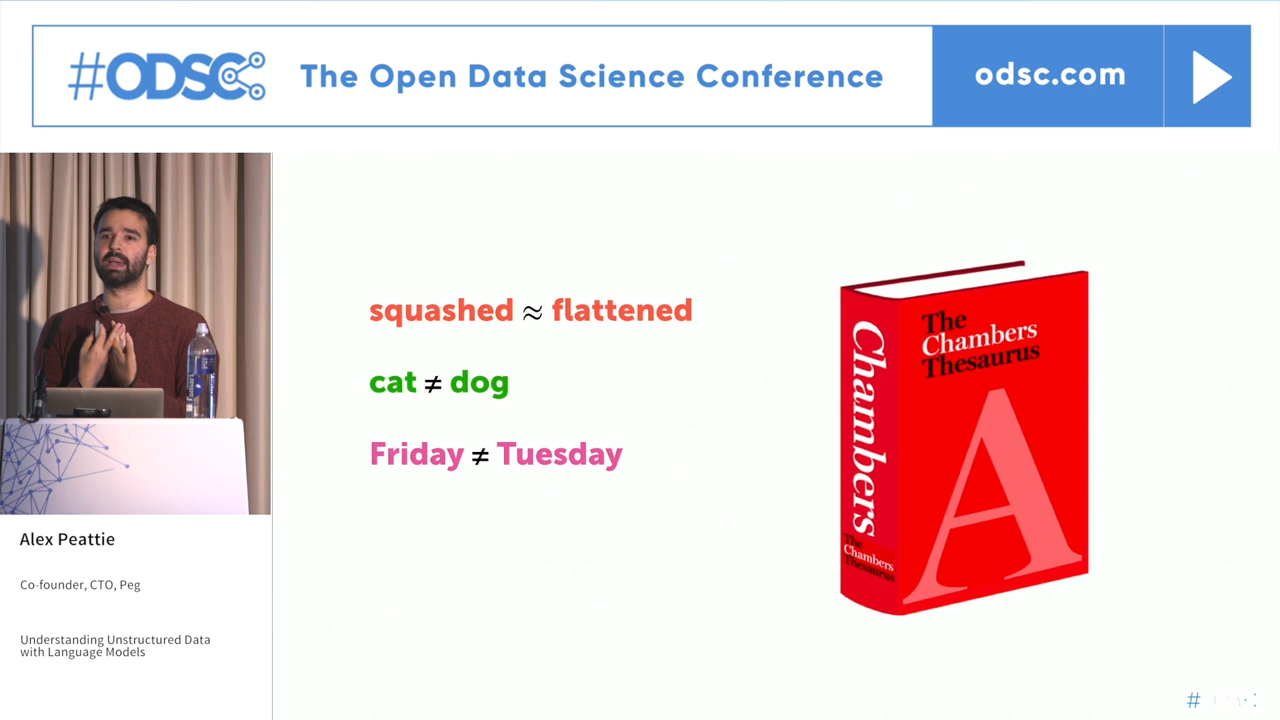 #ODSC
The Open Data Science Conference
odsc.com
squashed ≈ flattened
cat ≠ dog
Friday ≠ Tuesday
The
Chambers
Thesaurus
A
Chambers
The
Chambers
Thesaurus
Alex Peattie
Co-founder, CTO, Peg
Understanding Unstructured Data
with Language Models
#